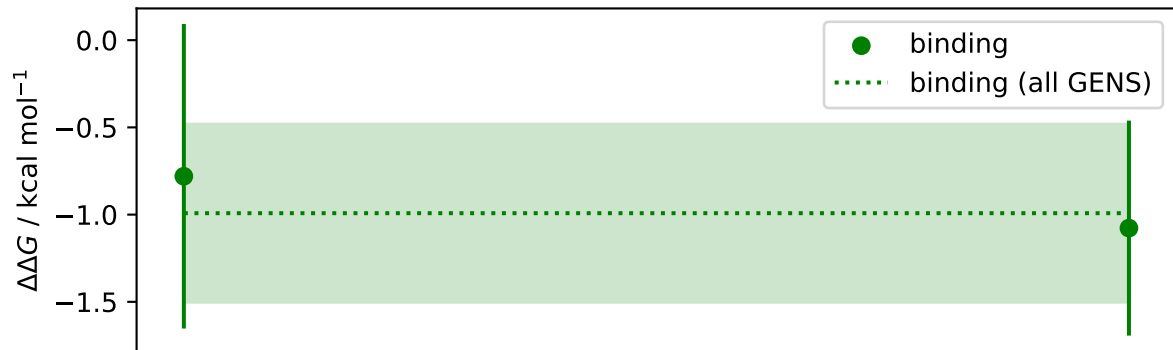 0.0
−0.5
−1.0
−1.5
ΔΔG / kcal mol⁻¹
binding
binding (all GENS)